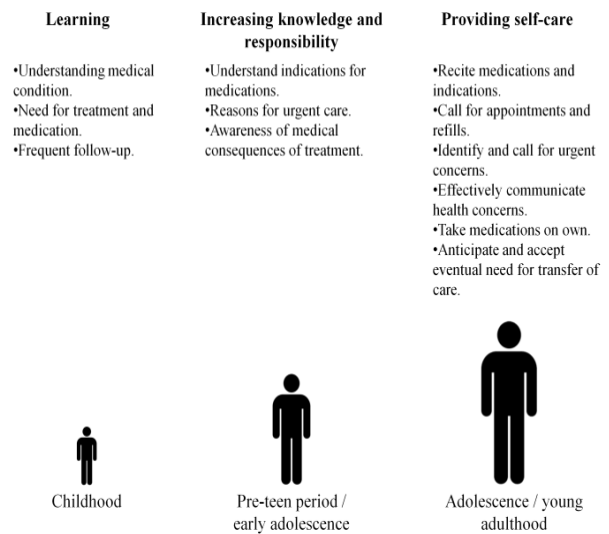 Learning
•Understanding medical
condition.
•Need for treatment and
medication.
•Frequent follow-up.
Increasing knowledge and
responsibility
•Understand indications for
medications.
•Reasons for urgent care.
•Awareness of medical
consequences of treatment.
Providing self-care
•Recite medications and
indications.
•Call for appointments and
refills.
•Identify and call for urgent
concerns.
•Effectively communicate
health concerns.
•Take medications on own.
•Anticipate and accept
eventual need for transfer of
care.
Childhood
Pre-teen period /
early adolescence
Adolescence / young
adulthood